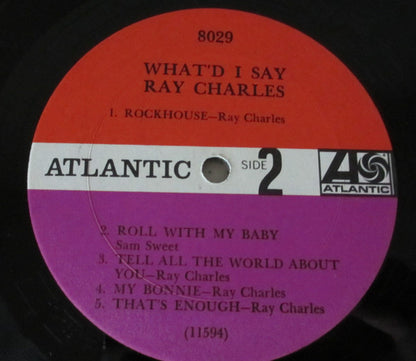 8029
WHAT'D I SAY
RAY CHARLES
1. ROCKHOUSE—Ray Charles
ATLANTIC SIDE 2 ATLANTIC
2. ROLL WITH MY BABY
Sam Sweet
3. TELL ALL THE WORLD ABOUT
YOU—Ray Charles
4. MY BONNIE—Ray Charles
5. THAT'S ENOUGH—Ray Charles
(11594)